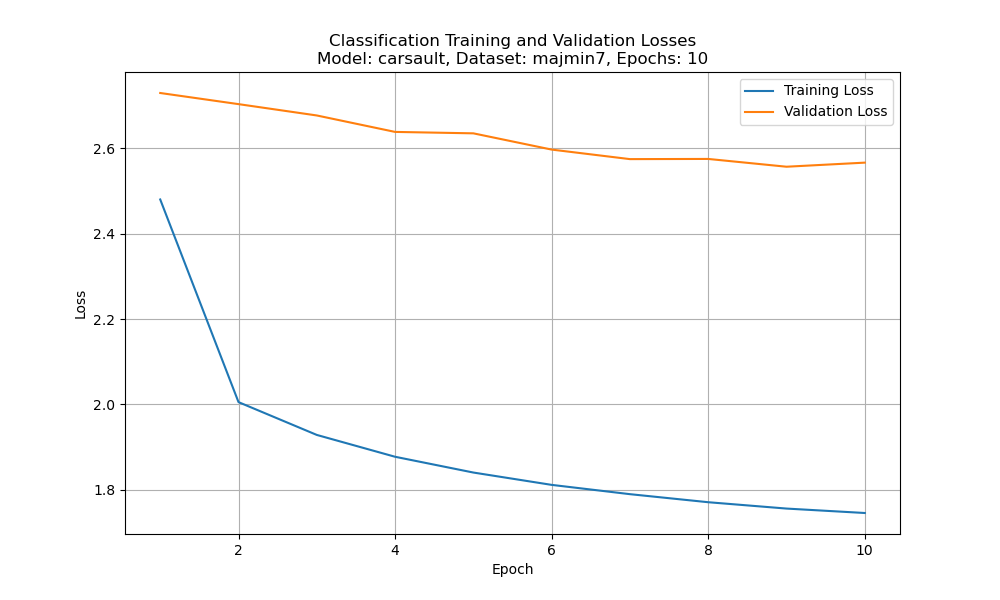 Classification Training and Validation Losses
Model: carsault, Dataset: majmin7, Epochs: 10
Training Loss
Validation Loss
2.6
2.4
2.2
2.0
1.8
Loss
2 4 6 8 10
Epoch